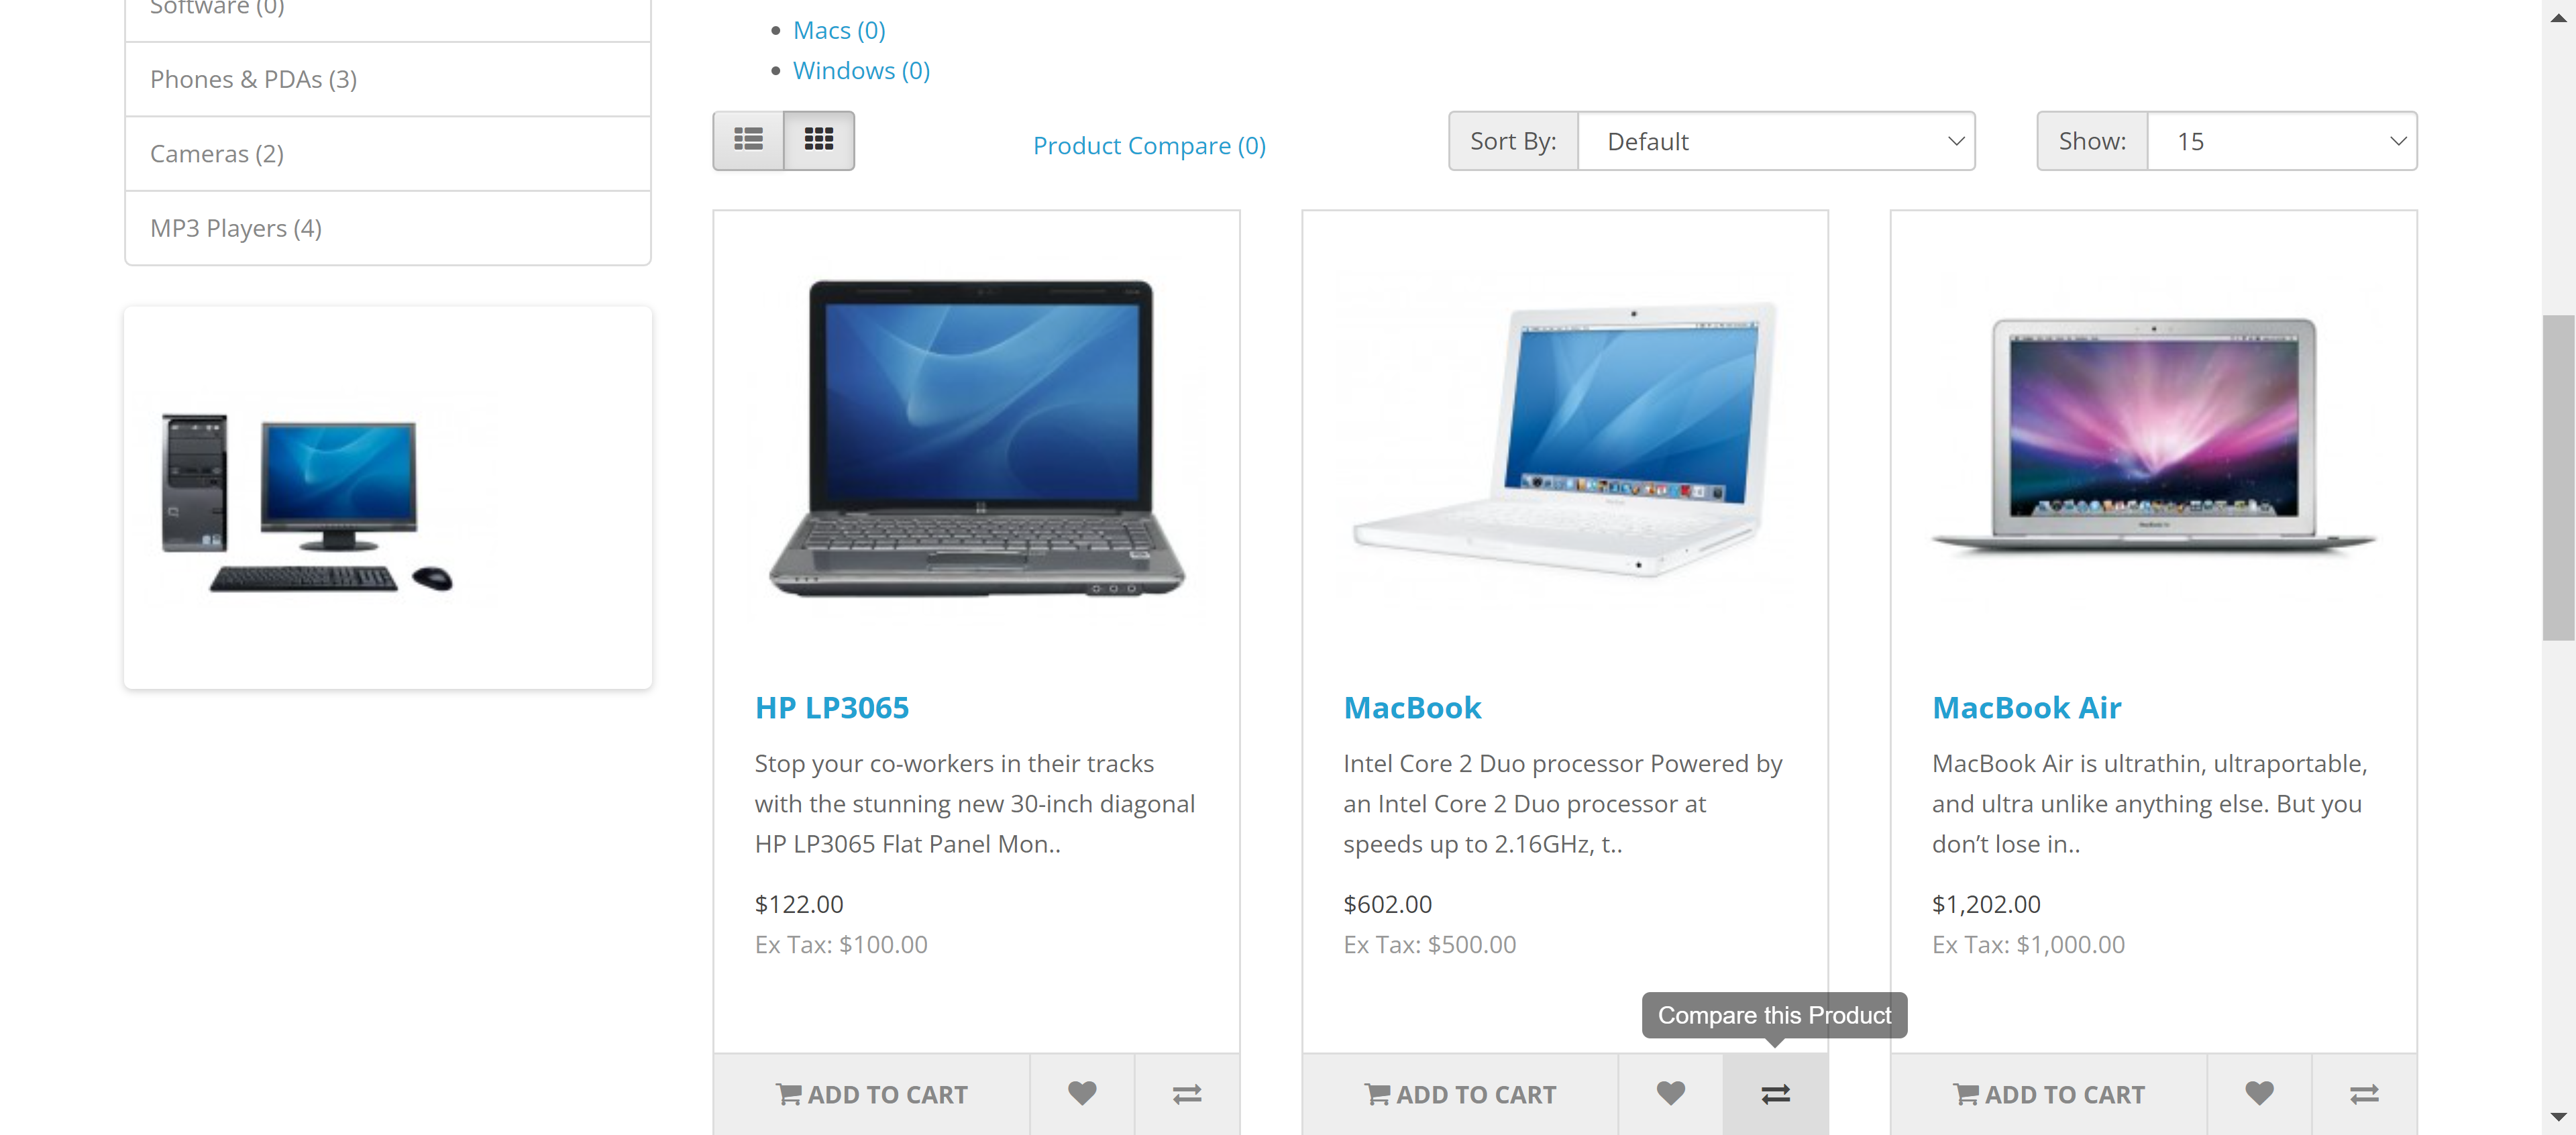 Software (0)
Phones & PDAs (3)
Cameras (2)
MP3 Players (4)
Macs (0)
Windows (0)
Product Compare (0)
Sort By:
Default
Show:
15
HP LP3065
Stop your co-workers in their tracks
with the stunning new 30-inch diagonal
HP LP3065 Flat Panel Mon..
$122.00
Ex Tax: $100.00
ADD TO CART
MacBook
Intel Core 2 Duo processor Powered by
an Intel Core 2 Duo processor at
speeds up to 2.16GHz, t..
$602.00
Ex Tax: $500.00
Compare this Product
ADD TO CART
MacBook Air
MacBook Air is ultrathin, ultraportable,
and ultra unlike anything else. But you
don’t lose in..
$1,202.00
Ex Tax: $1,000.00
ADD TO CART